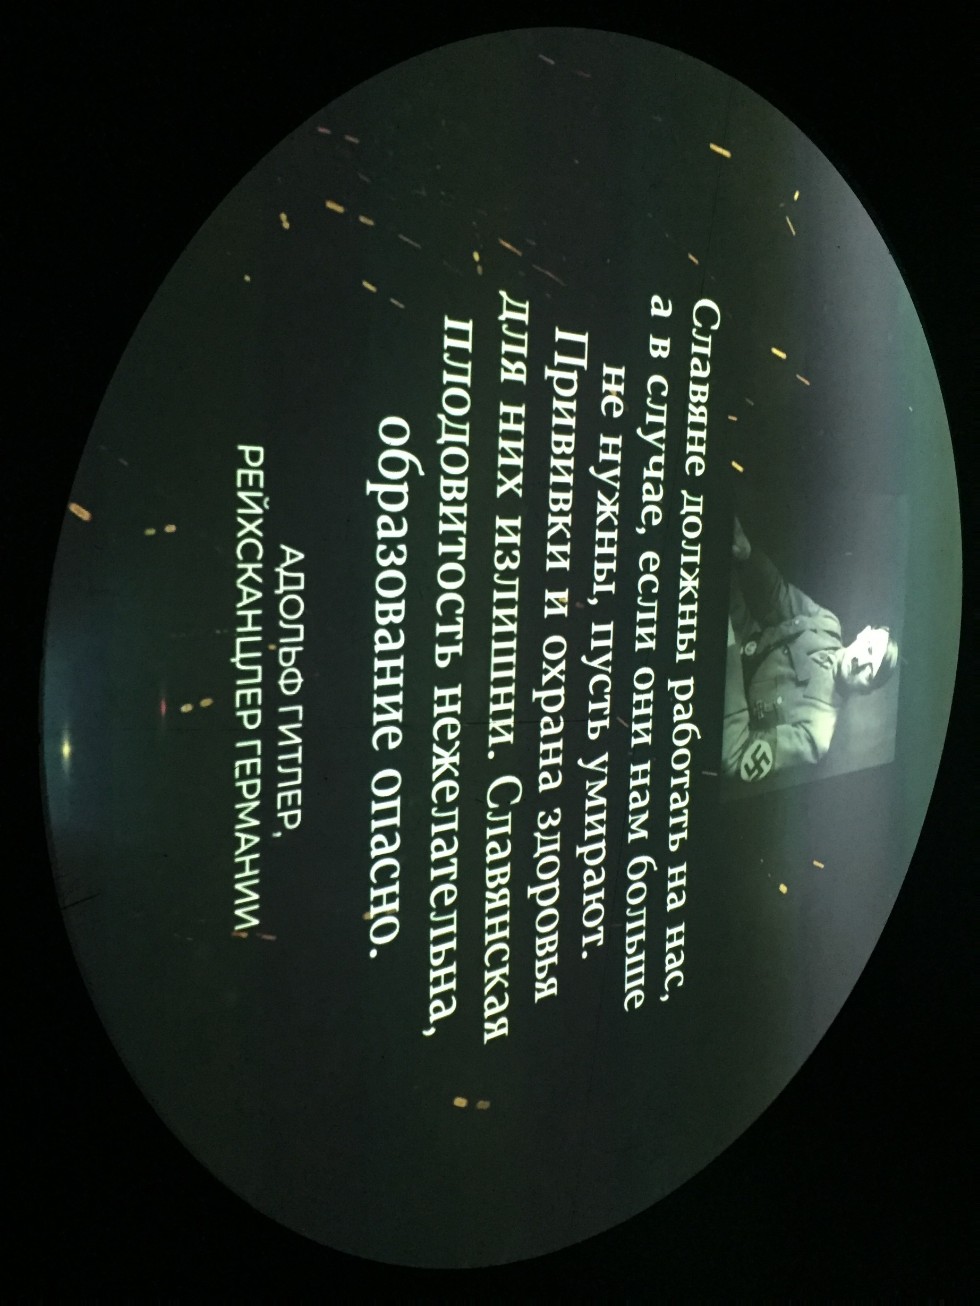 Славяне должны работать на нас,
а в случае, если они нам больше
не нужны, пусть умирают.
Прививки и охрана здоровья
для них излишни. Славянская
плодовитость нежелательна,
образование опасно.
АДОЛЬФ ГИТЛЕР,
РЕЙХСКАНЦЛЕР ГЕРМАНИИ